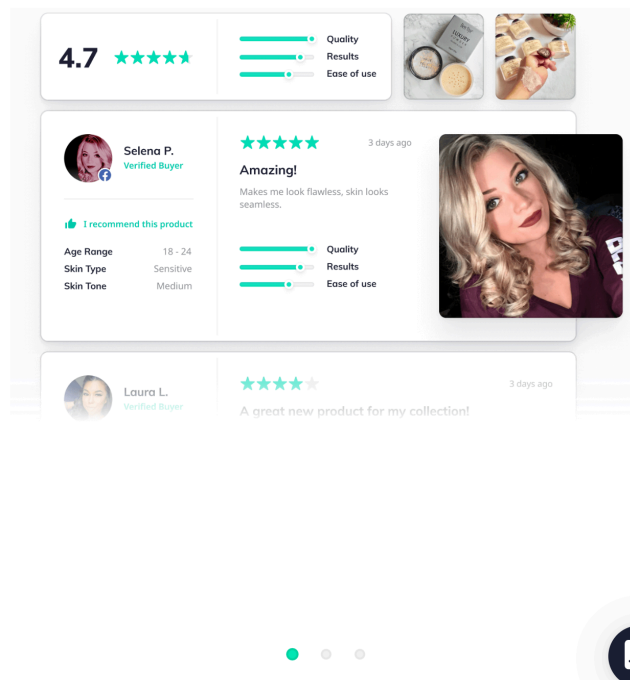 4.7
Quality
Results
Ease of use
LUXURY
Selena P.
Verified Buyer
I recommend this product
Age Range 18 - 24
Skin Type Sensitive
Skin Tone Medium
3 days ago
Amazing!
Makes me look flawless, skin looks
seamless.
Quality
Results
Ease of use
Laura L.
Verified Buyer
3 days ago
A great new product for my collection!